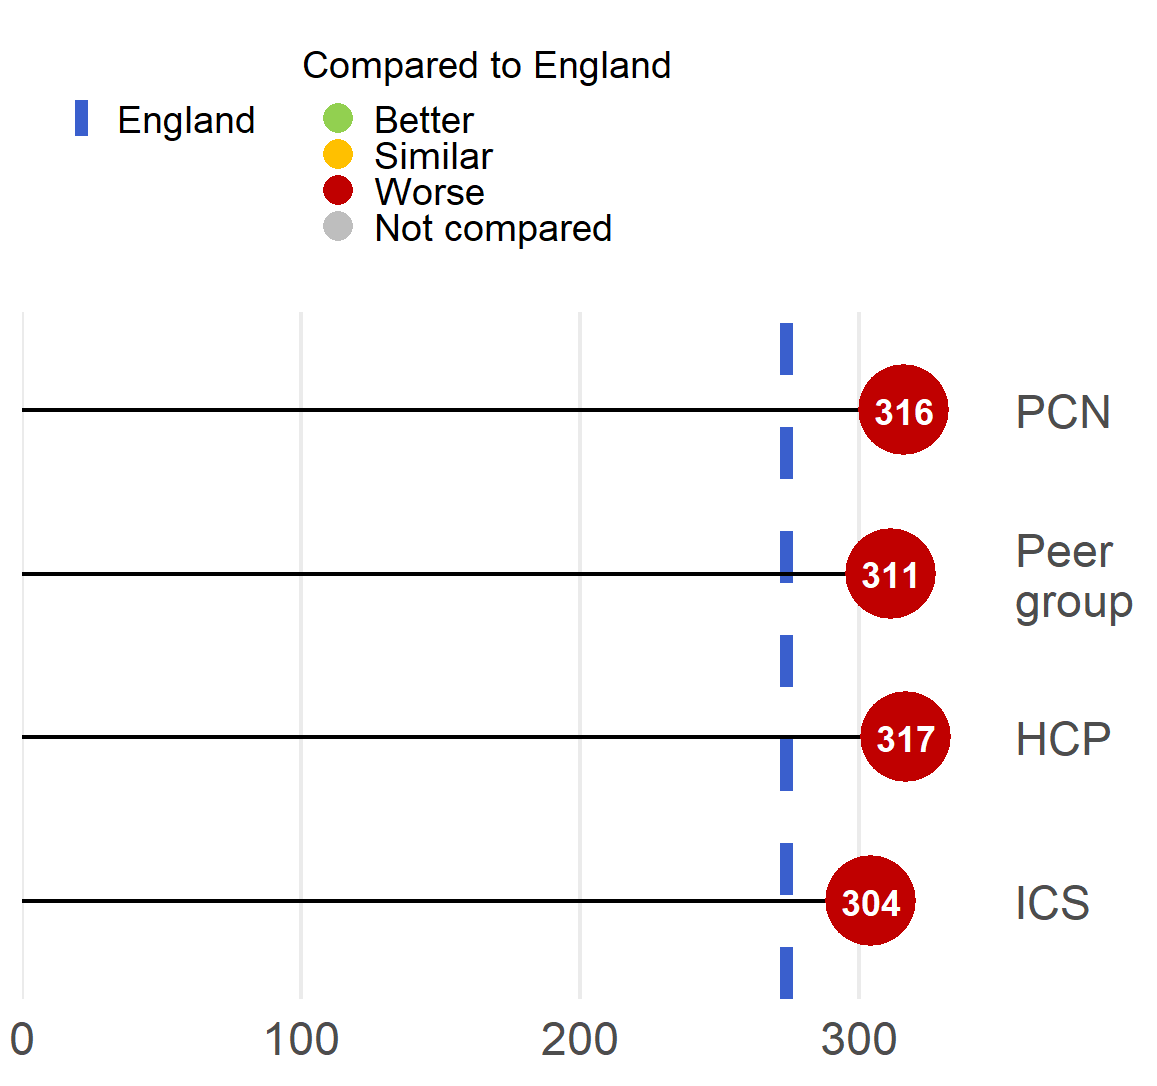 Compared to England
England
Better
Similar
Worse
Not compared
316
PCN
311
Peer
group
317
HCP
304
ICS
0
100
200
300